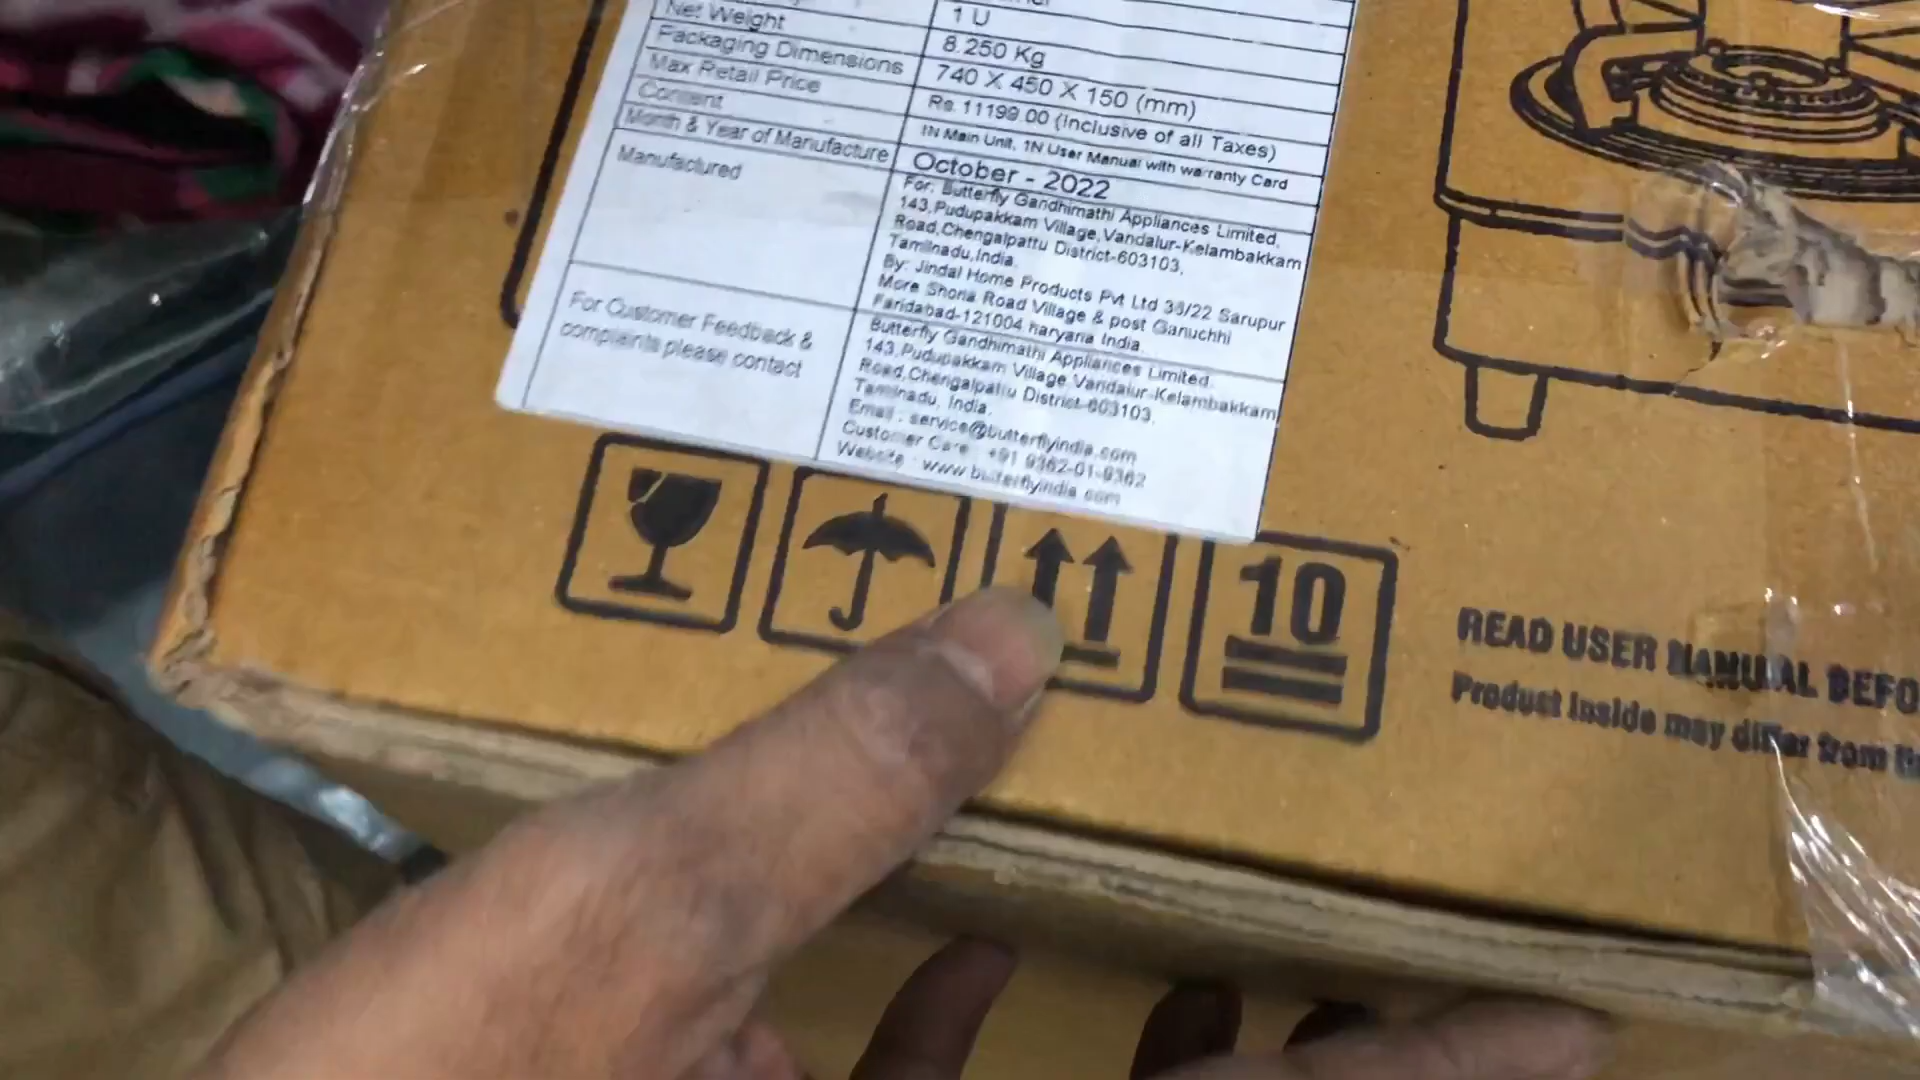 Net Weight
1 U
8.250 Kg
Packaging Dimensions
740 X 450 X 150 (mm)
Max Retail Price
Rs. 11199.00 (Inclusive of all Taxes)
Content
1N Main Unit, 1N User Manual with warranty Card
Month & Year of Manufacture
October - 2022
Manufactured
For: Butterfly Gandhimathi Appliances Limited,
143,Pudupakkam Village,Vandalur-Kelambakkam
Road,Chengalpattu District-603103,
Tamilnadu,India.
By: Jindal Home Products Pvt Ltd 36/22 Sarupur
More Shona Road Village & post Ganuchhi
Faridabad-121004 haryana India.
For Customer Feedback &
complaints please contact
Butterfly Gandhimathi Appliances Limited.
143,Pudupakkam Village Vandalur-Kelambakkam
Road,Chengalpattu District-603103.
Tamilnadu, India.
Email : service@butterflyindia.com
Customer Care : +91 9362-01-9362
Website : www.butterflyindia.com
10
READ USER MANUAL BEFO
Product inside may differ from